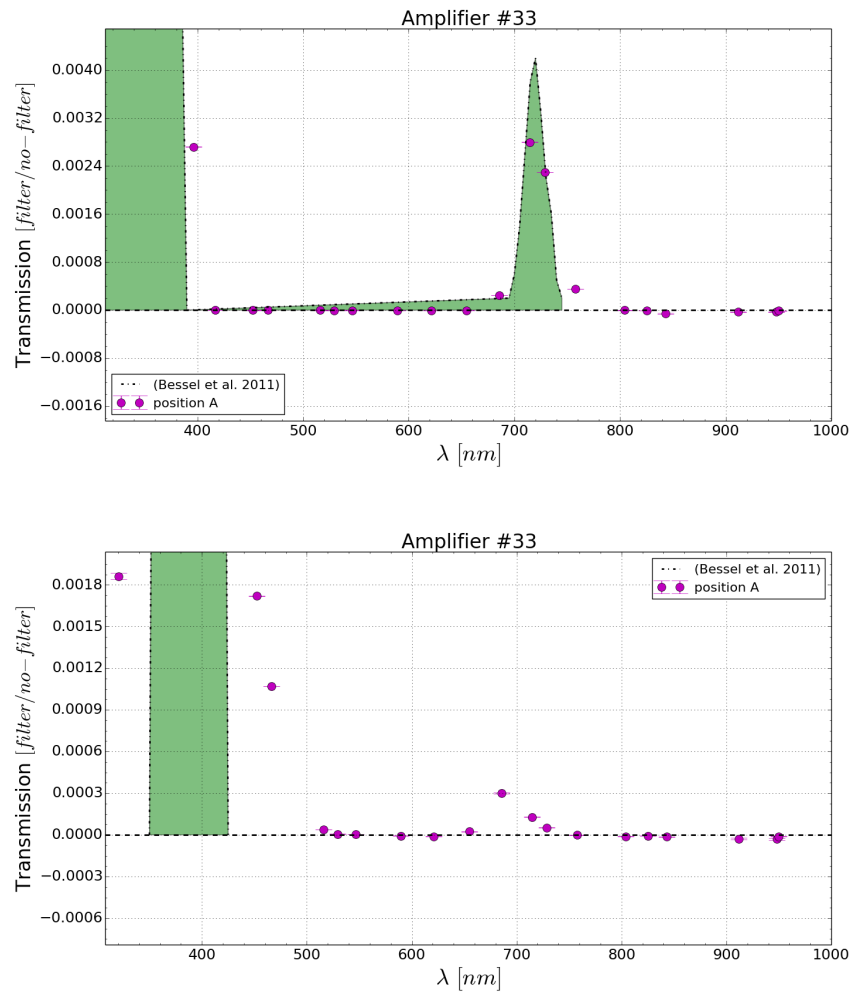 Amplifier #33
Transmission [filter/no−filter]
0.0040
0.0032
0.0024
0.0016
0.0008
0.0000
−0.0008
−0.0016
(Bessel et al. 2011)
position A
400 500 600 700 800 900 1000
λ [nm]
Amplifier #33
Transmission [filter/no−filter]
0.0018
0.0015
0.0012
0.0009
0.0006
0.0003
0.0000
−0.0003
−0.0006
(Bessel et al. 2011)
position A
400 500 600 700 800 900 1000
λ [nm]